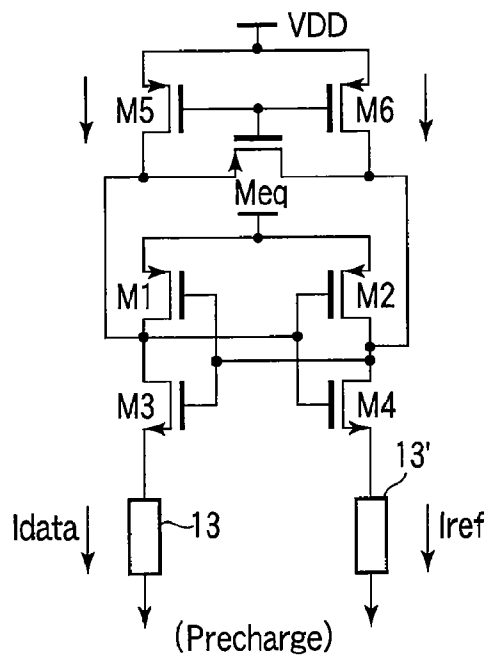 VDD
M5
M6
Meq
M1
M2
M3
M4
13'
Idata
13
Iref
(Precharge)